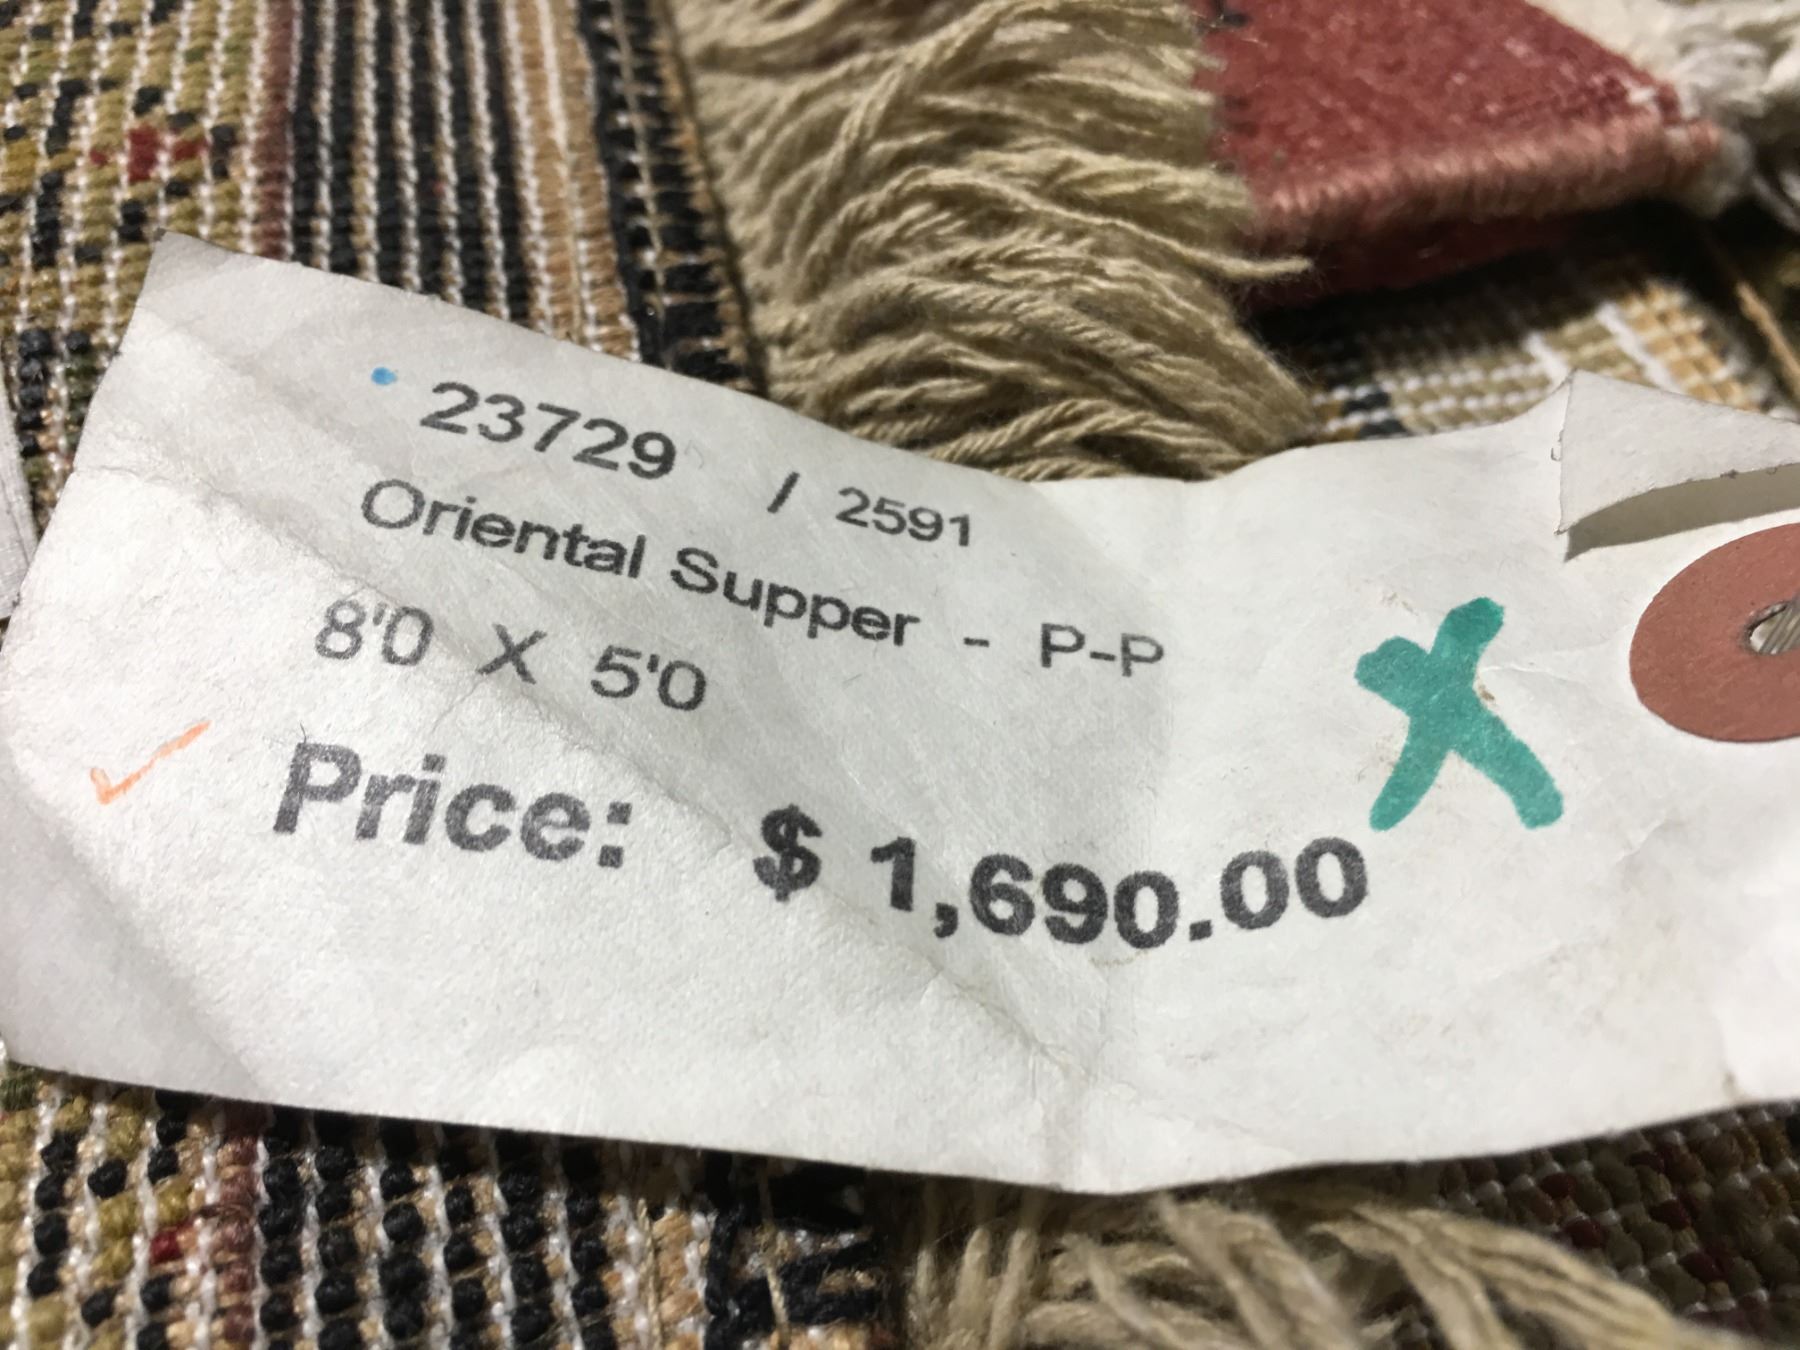 23729 / 2591
Oriental Supper - P-P
8'0 X 5'0
Price: $ 1,690.00